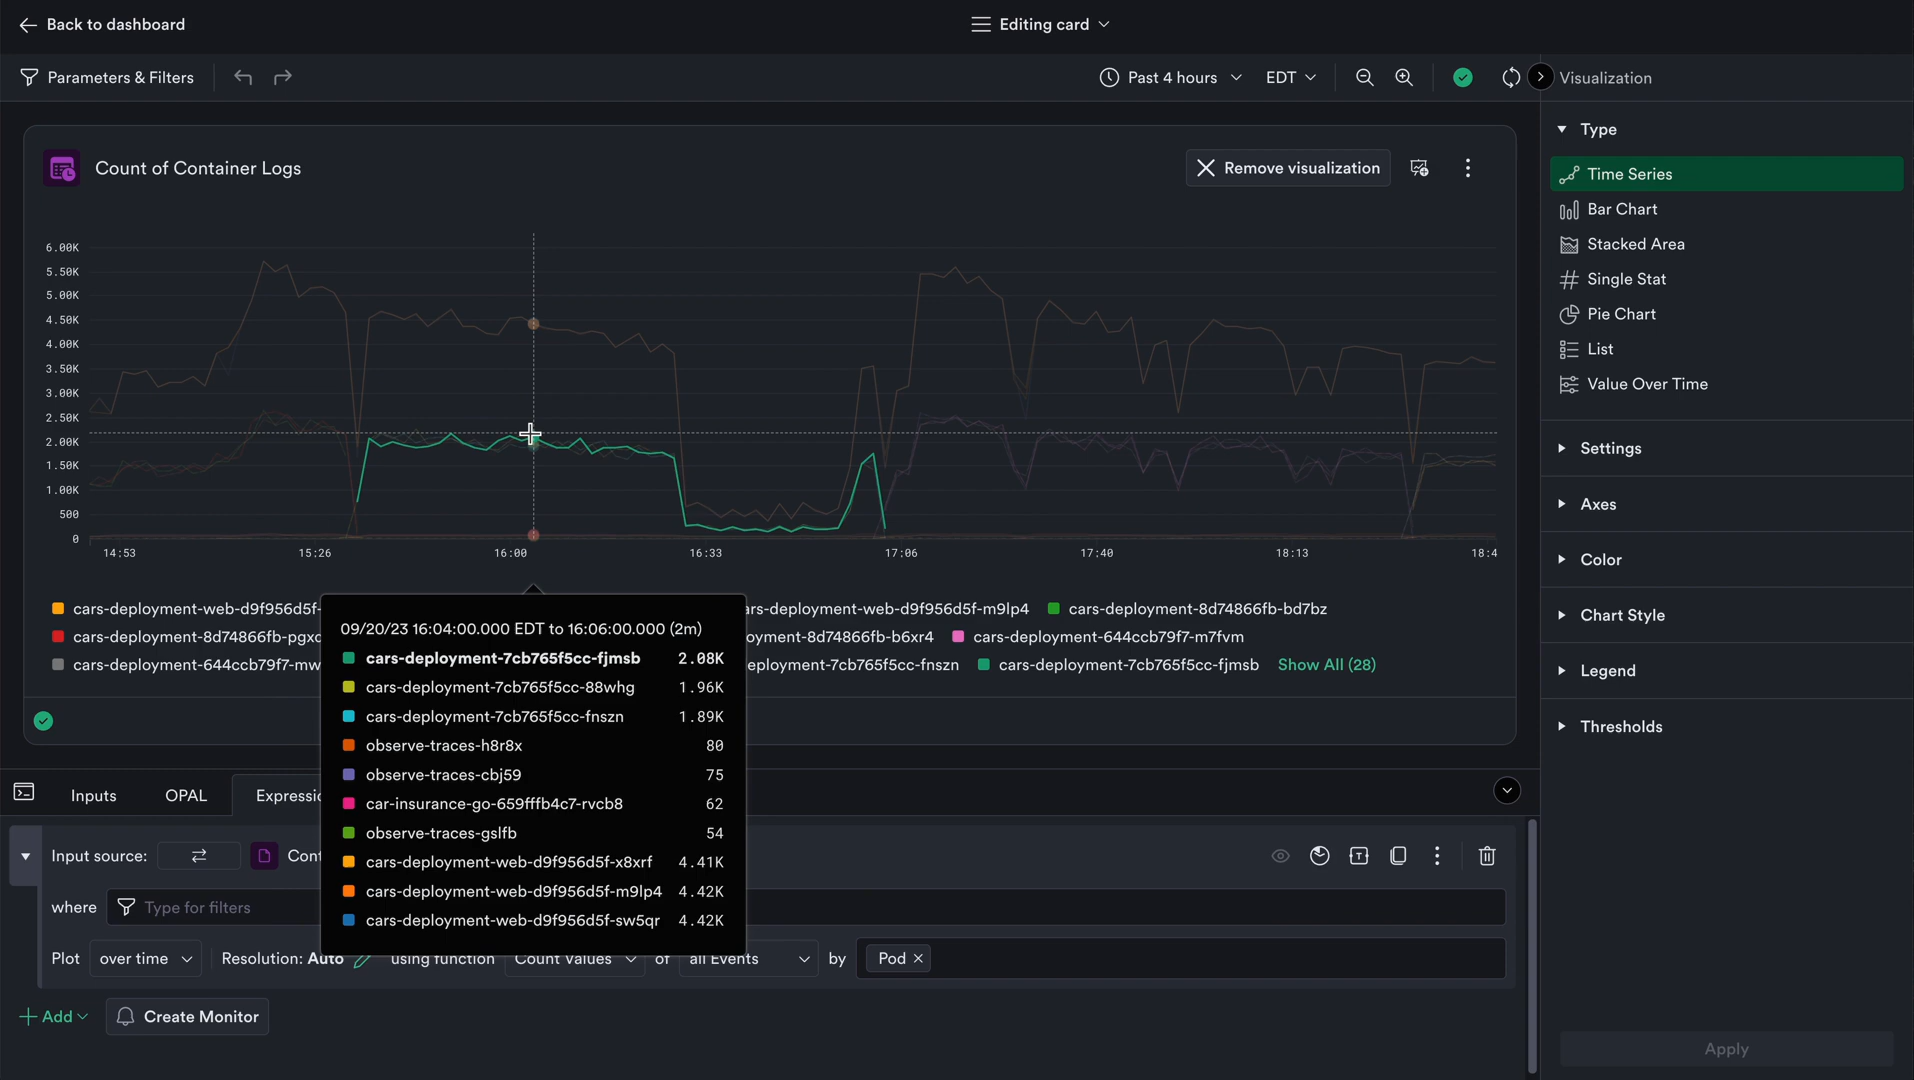 Back to dashboard
Editing card
Parameters & Filters
Past 4 hours
EDT
Visualization
Count of Container Logs
Remove visualization
Type
Time Series
Bar Chart
Stacked Area
Single Stat
Pie Chart
List
Value Over Time
Settings
Axes
Color
Chart Style
Legend
Thresholds
6.00K
5.50K
5.00K
4.50K
4.00K
3.50K
3.00K
2.50K
2.00K
1.50K
1.00K
500
0
14:53 15:26 16:00 16:33 17:06 17:40 18:13 18:4
cars-deployment-web-d9f956d5f- ars-deployment-web-d9f956d5f-m9lp4 cars-deployment-8d74866fb-bd7bz
cars-deployment-8d74866fb-pgxc oyment-8d74866fb-b6xr4 cars-deployment-644ccb79f7-m7fvm
cars-deployment-644ccb79f7-mw eployment-7cb765f5cc-fnszn cars-deployment-7cb765f5cc-fjmsb Show All (28)
09/20/23 16:04:00.000 EDT to 16:06:00.000 (2m)
cars-deployment-7cb765f5cc-fjmsb 2.08K
cars-deployment-7cb765f5cc-88whg 1.96K
cars-deployment-7cb765f5cc-fnszn 1.89K
observe-traces-h8r8x 80
observe-traces-cbj59 75
car-insurance-go-659fffb4c7-rvcb8 62
observe-traces-gslfb 54
cars-deployment-web-d9f956d5f-x8xrf 4.41K
cars-deployment-web-d9f956d5f-m9lp4 4.42K
cars-deployment-web-d9f956d5f-sw5qr 4.42K
Inputs
OPAL
Expressio
Input source: Cont
where Type for filters
Plot over time Resolution: Auto using function Count Values of all Events by Pod
Add
Create Monitor
Apply